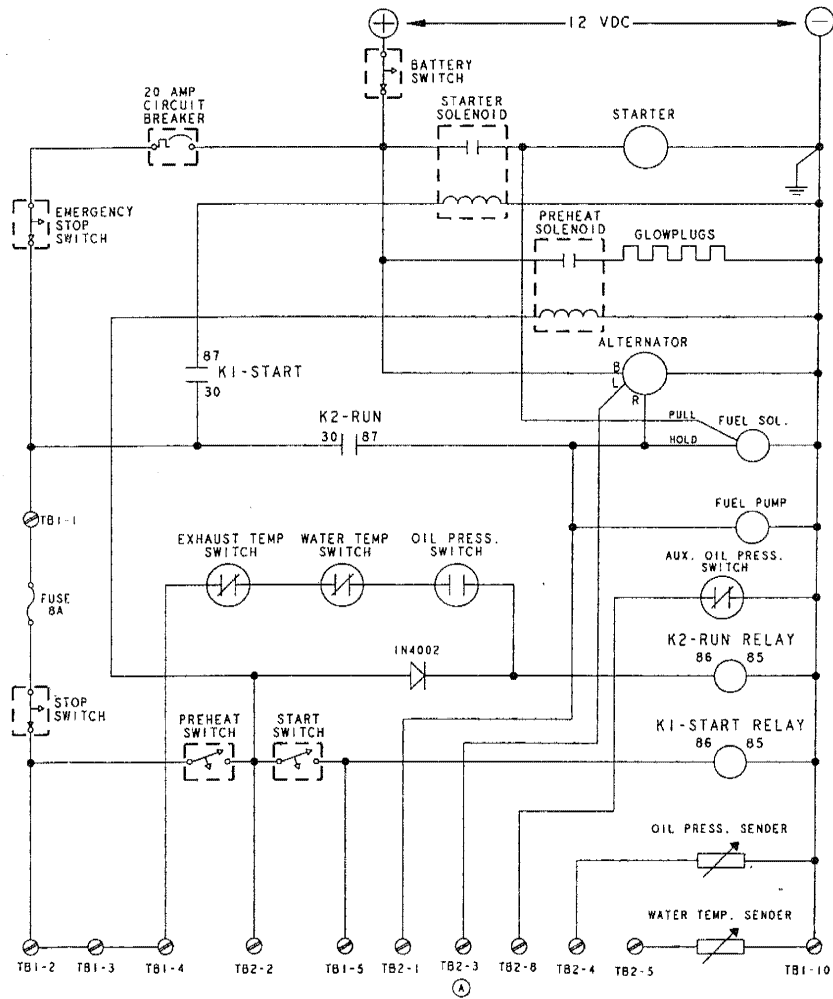 + 12 VDC −
BATTERY
SWITCH
20 AMP
CIRCUIT
BREAKER
STARTER
SOLENOID
STARTER
EMERGENCY
STOP
SWITCH
PREHEAT
SOLENOID
GLOWPLUGS
ALTERNATOR
87
K1-START
30
B
L
R
K2-RUN
30 87
PULL
FUEL SOL.
HOLD
TB1-1
FUEL PUMP
EXHAUST TEMP
SWITCH
WATER TEMP
SWITCH
OIL PRESS.
SWITCH
AUX. OIL PRESS.
SWITCH
FUSE
8A
1N4002
K2-RUN RELAY
86 85
STOP
SWITCH
PREHEAT
SWITCH
START
SWITCH
K1-START RELAY
86 85
OIL PRESS. SENDER
WATER TEMP. SENDER
TB1-2 TB1-3 TB1-4 TB2-2 TB1-5 TB2-1 TB2-3 TB2-8 TB2-4 TB2-5 TB1-10
A